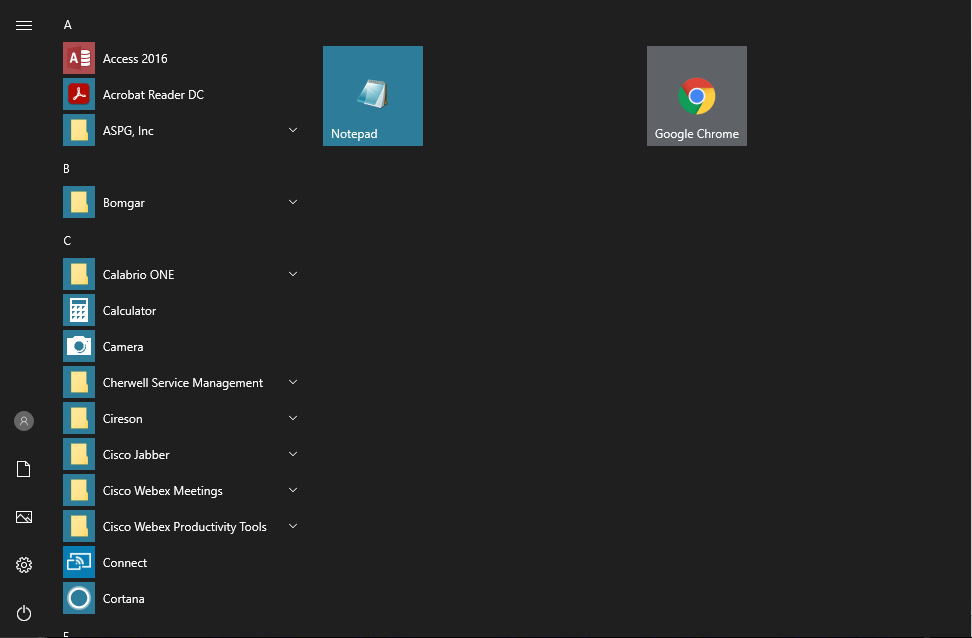 A
Access 2016
Acrobat Reader DC
ASPG, Inc
B
Bomgar
C
Calabrio ONE
Calculator
Camera
Cherwell Service Management
Cireson
Cisco Jabber
Cisco Webex Meetings
Cisco Webex Productivity Tools
Connect
Cortana
Notepad
Google Chrome